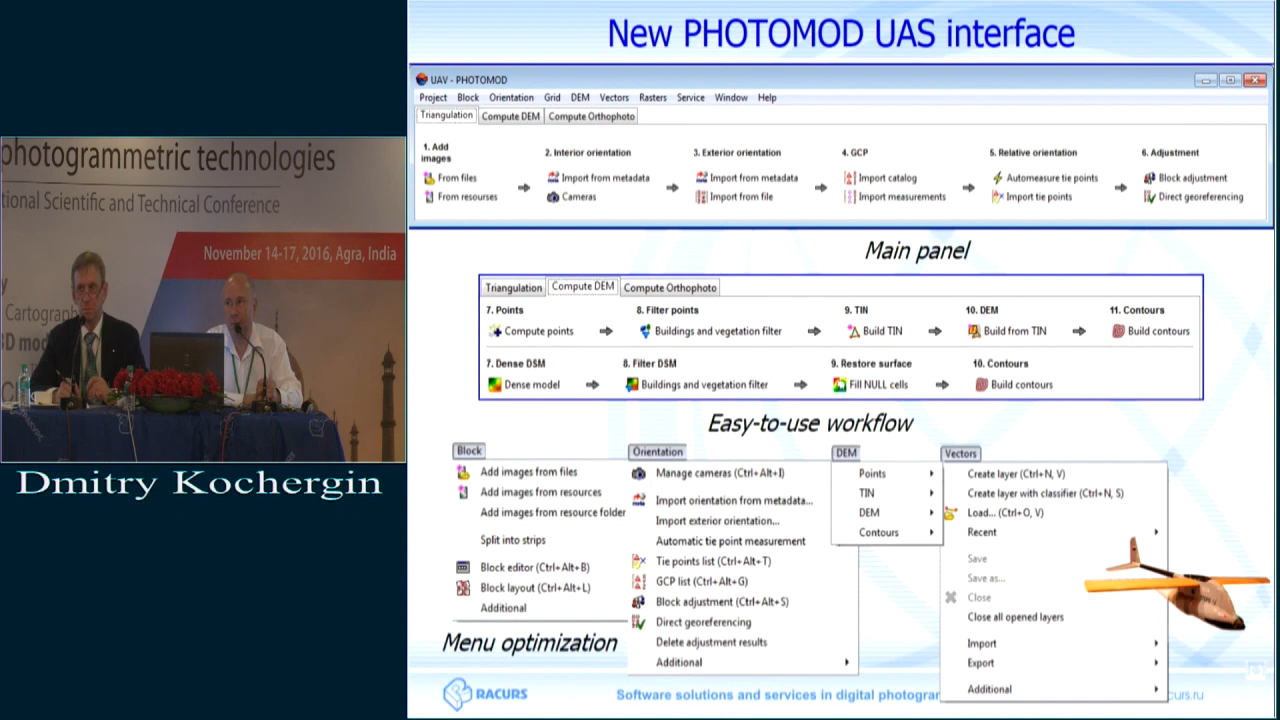 photogrammetric technologies
tional Scientific and Technical Conference
November 14-17, 2016, Agra, India
Cartograph
3D mod
Dmitry Kochergin
New PHOTOMOD UAS interface
UAV - PHOTOMOD
Project Block Orientation Grid DEM Vectors Rasters Service Window Help
Triangulation Compute DEM Compute Orthophoto
1. Add images 2. Interior orientation 3. Exterior orientation 4. GCP 5. Relative orientation 6. Adjustment
From files Import from metadata Import from metadata Import catalog Automeasure tie points Block adjustment
From resourses Cameras Import from file Import measurements Import tie points Direct georeferencing
Main panel
Triangulation Compute DEM Compute Orthophoto
7. Points 8. Filter points 9. TIN 10. DEM 11. Contours
Compute points Buildings and vegetation filter Build TIN Build from TIN Build contours
7. Dense DSM 8. Filter DSM 9. Restore surface 10. Contours
Dense model Buildings and vegetation filter Fill NULL cells Build contours
Easy-to-use workflow
Block
Add images from files
Add images from resources
Add images from resource folder
Split into strips
Block editor (Ctrl+Alt+B)
Block layout (Ctrl+Alt+L)
Additional
Menu optimization
Orientation
Manage cameras (Ctrl+Alt+I)
Import orientation from metadata...
Import exterior orientation...
Automatic tie point measurement
Tie points list (Ctrl+Alt+T)
GCP list (Ctrl+Alt+G)
Block adjustment (Ctrl+Alt+S)
Direct georeferencing
Delete adjustment results
Additional
DEM
Points
TIN
DEM
Contours
Vectors
Create layer (Ctrl+N, V)
Create layer with classifier (Ctrl+N, S)
Load... (Ctrl+O, V)
Recent
Save
Save as...
Close
Close all opened layers
Import
Export
Additional
RACURS
Software solutions and services in digital photogra
curs.ru